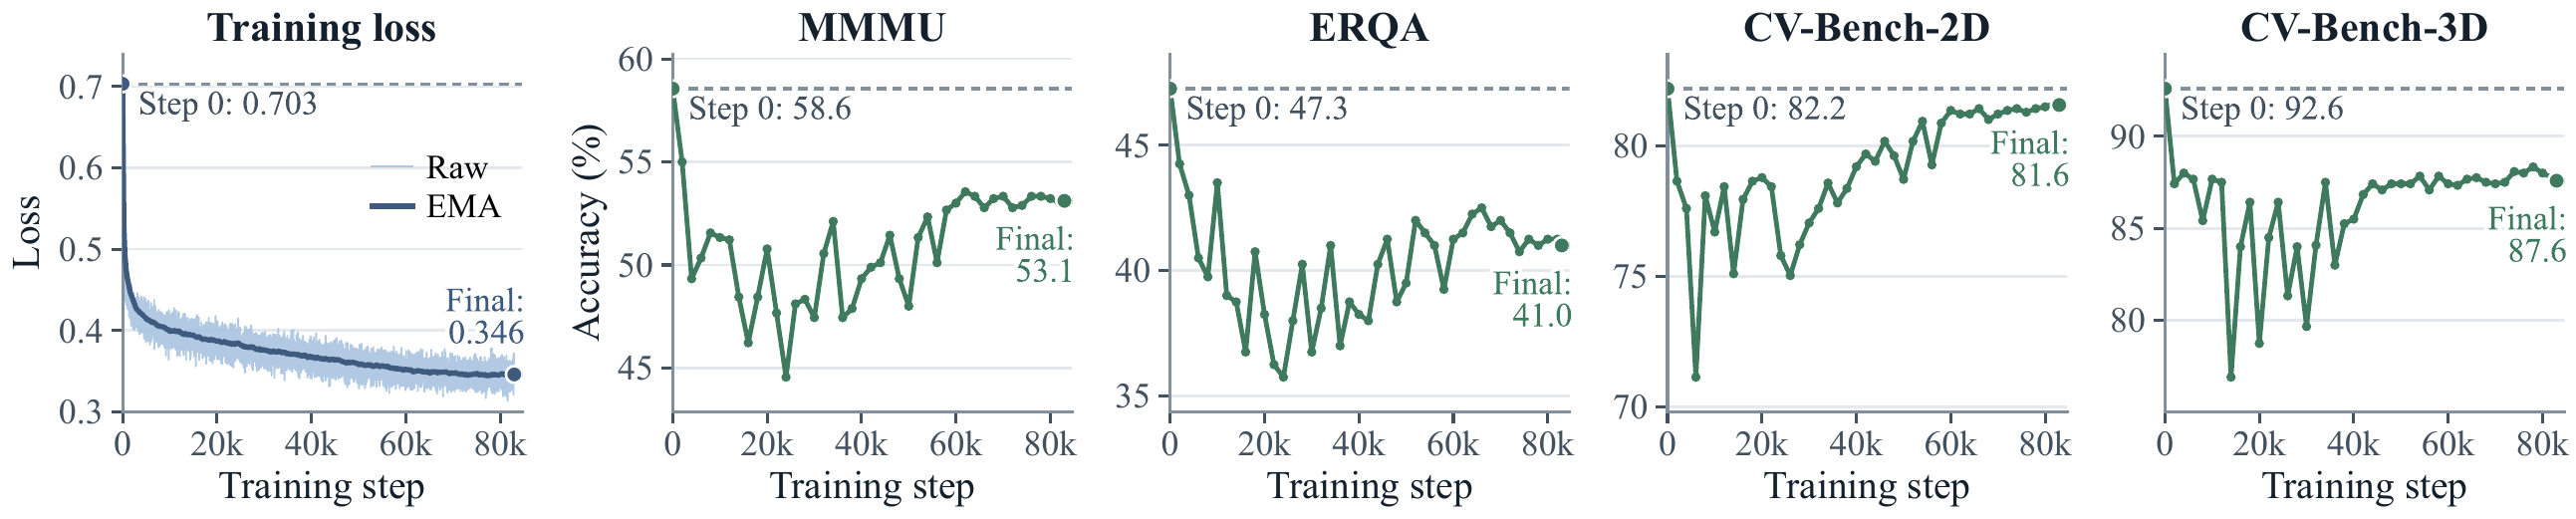 Training loss
0.7
0.6
0.5
0.4
0.3
Loss
Step 0: 0.703
Raw
EMA
Final:
0.346
0
20k
40k
60k
80k
Training step
MMMU
60
55
50
45
Accuracy (%)
Step 0: 58.6
Final:
53.1
0
20k
40k
60k
80k
Training step
ERQA
45
40
35
Step 0: 47.3
Final:
41.0
0
20k
40k
60k
80k
Training step
CV-Bench-2D
80
75
70
Step 0: 82.2
Final:
81.6
0
20k
40k
60k
80k
Training step
CV-Bench-3D
90
85
80
Step 0: 92.6
Final:
87.6
0
20k
40k
60k
80k
Training step